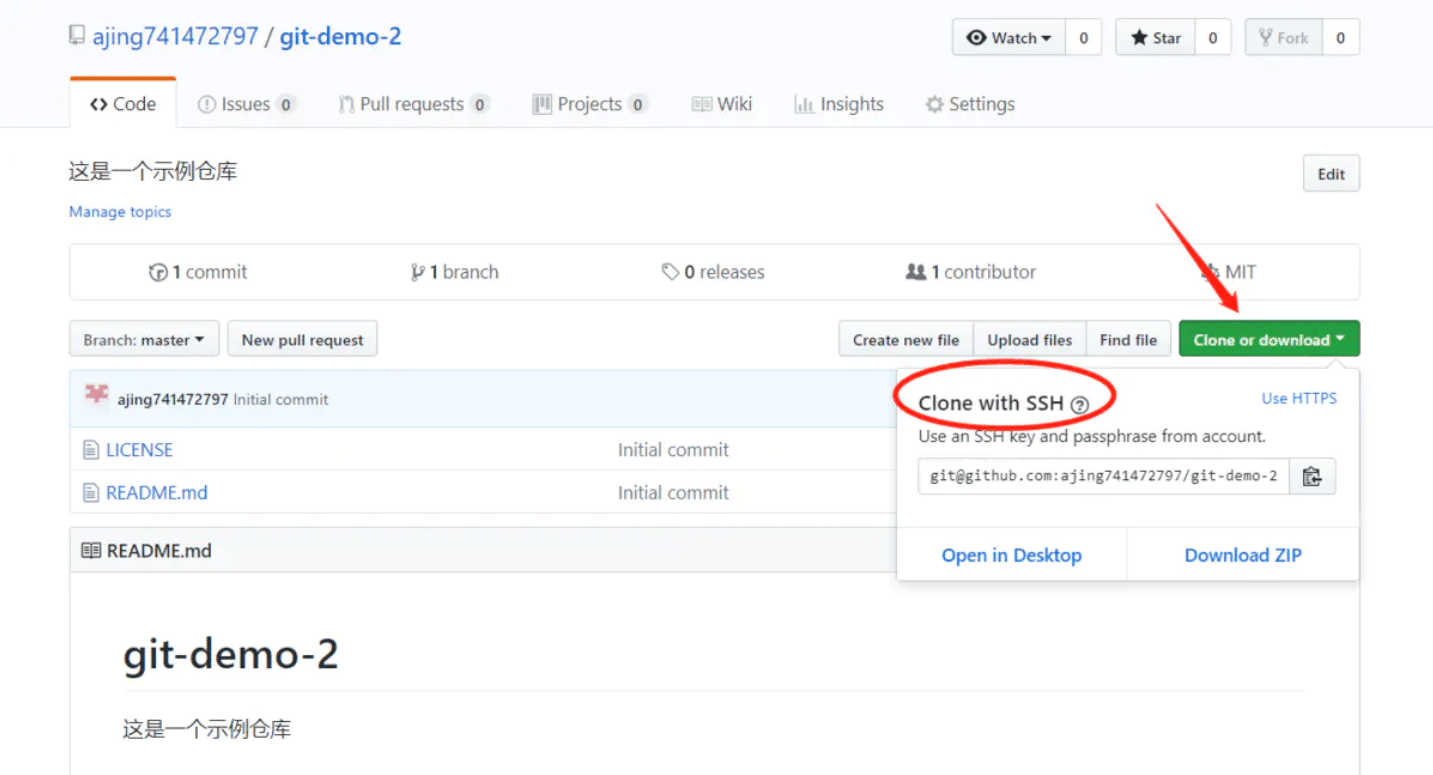 ajing741472797 / git-demo-2 Watch 0 Star 0 Fork 0
Code Issues 0 Pull requests 0 Projects 0 Wiki Insights Settings
这是一个示例仓库 Edit
Manage topics
1 commit 1 branch 0 releases 1 contributor MIT
Branch: master New pull request Create new file Upload files Find file Clone or download
ajing741472797 Initial commit
Clone with SSH ? Use HTTPS
Use an SSH key and passphrase from account.
git@github.com:ajing741472797/git-demo-2
Open in Desktop Download ZIP
LICENSE Initial commit
README.md Initial commit
README.md
git-demo-2
这是一个示例仓库